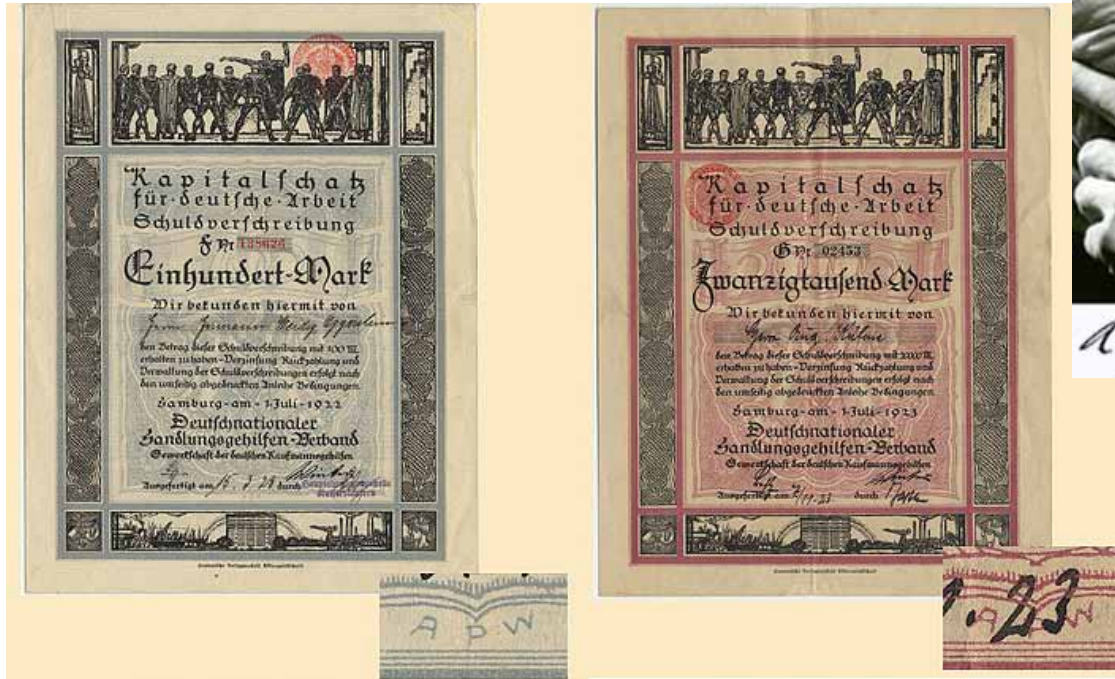 Kapitalschatz
für · deutsche · Arbeit
Schuldverschreibung
F Nr 138626
Einhundert-Mark
Wir bekunden hiermit von
den Betrag dieser Schuldverschreibung mit 100 M.
erhalten zu haben - Verzinsung Rückzahlung und
Verwaltung der Schuldverschreibungen erfolgt nach
den umseitig abgedruckten Anleihe Bedingungen.
Hamburg - am - 1 · Juli - 1922
Deutschnationaler
Handlungsgehilfen-Verband
Gewerkschaft der deutschen Kaufmannsgehilfen
Ausgefertigt am durch
A P W
Kapitalschatz
für · deutsche · Arbeit
Schuldverschreibung
G Nr 02453
Zwanzigtausend Mark
Wir bekunden hiermit von
den Betrag dieser Schuldverschreibung mit
erhalten zu haben - Verzinsung Rückzahlung und
Verwaltung der Schuldverschreibungen erfolgt nach
den umseitig abgedruckten Anleihe Bedingungen.
Hamburg - am - 1 · Juli - 1923
Deutschnationaler
Handlungsgehilfen-Verband
Gewerkschaft der deutschen Kaufmannsgehilfen
Ausgefertigt am 2/11.23 durch
. 23
A P W